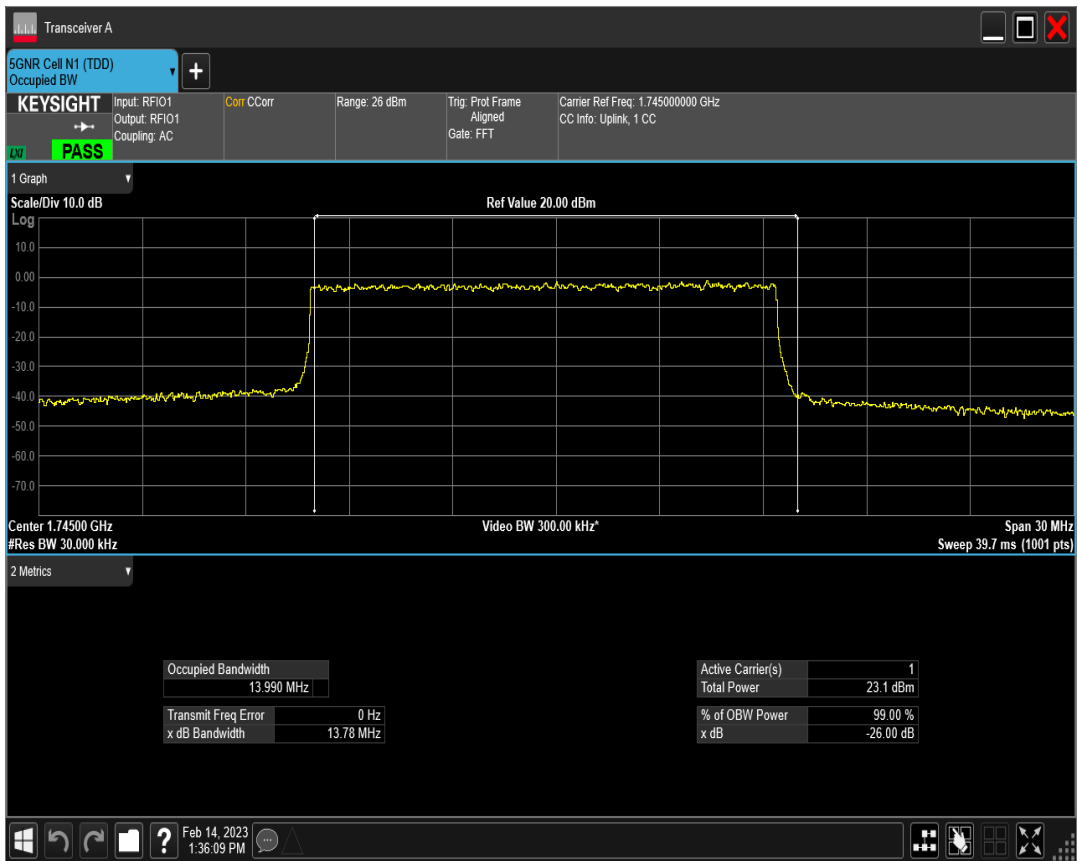 Transceiver A
5GNR Cell N1 (TDD)
Occupied BW
+
KEYSIGHT
LXI
PASS
Input: RFIO1
Output: RFIO1
Coupling: AC
Corr CCorr
Range: 26 dBm
Trig: Prot Frame
Aligned
Gate: FFT
Carrier Ref Freq: 1.745000000 GHz
CC Info: Uplink, 1 CC
1 Graph
Scale/Div 10.0 dB
Ref Value 20.00 dBm
Log
10.0
0.00
-10.0
-20.0
-30.0
-40.0
-50.0
-60.0
-70.0
Center 1.74500 GHz
Video BW 300.00 kHz*
Span 30 MHz
#Res BW 30.000 kHz
Sweep 39.7 ms (1001 pts)
2 Metrics
Occupied Bandwidth
13.990 MHz
Transmit Freq Error 0 Hz
x dB Bandwidth 13.78 MHz
Active Carrier(s) 1
Total Power 23.1 dBm
% of OBW Power 99.00 %
x dB -26.00 dB
?
Feb 14, 2023
1:36:09 PM